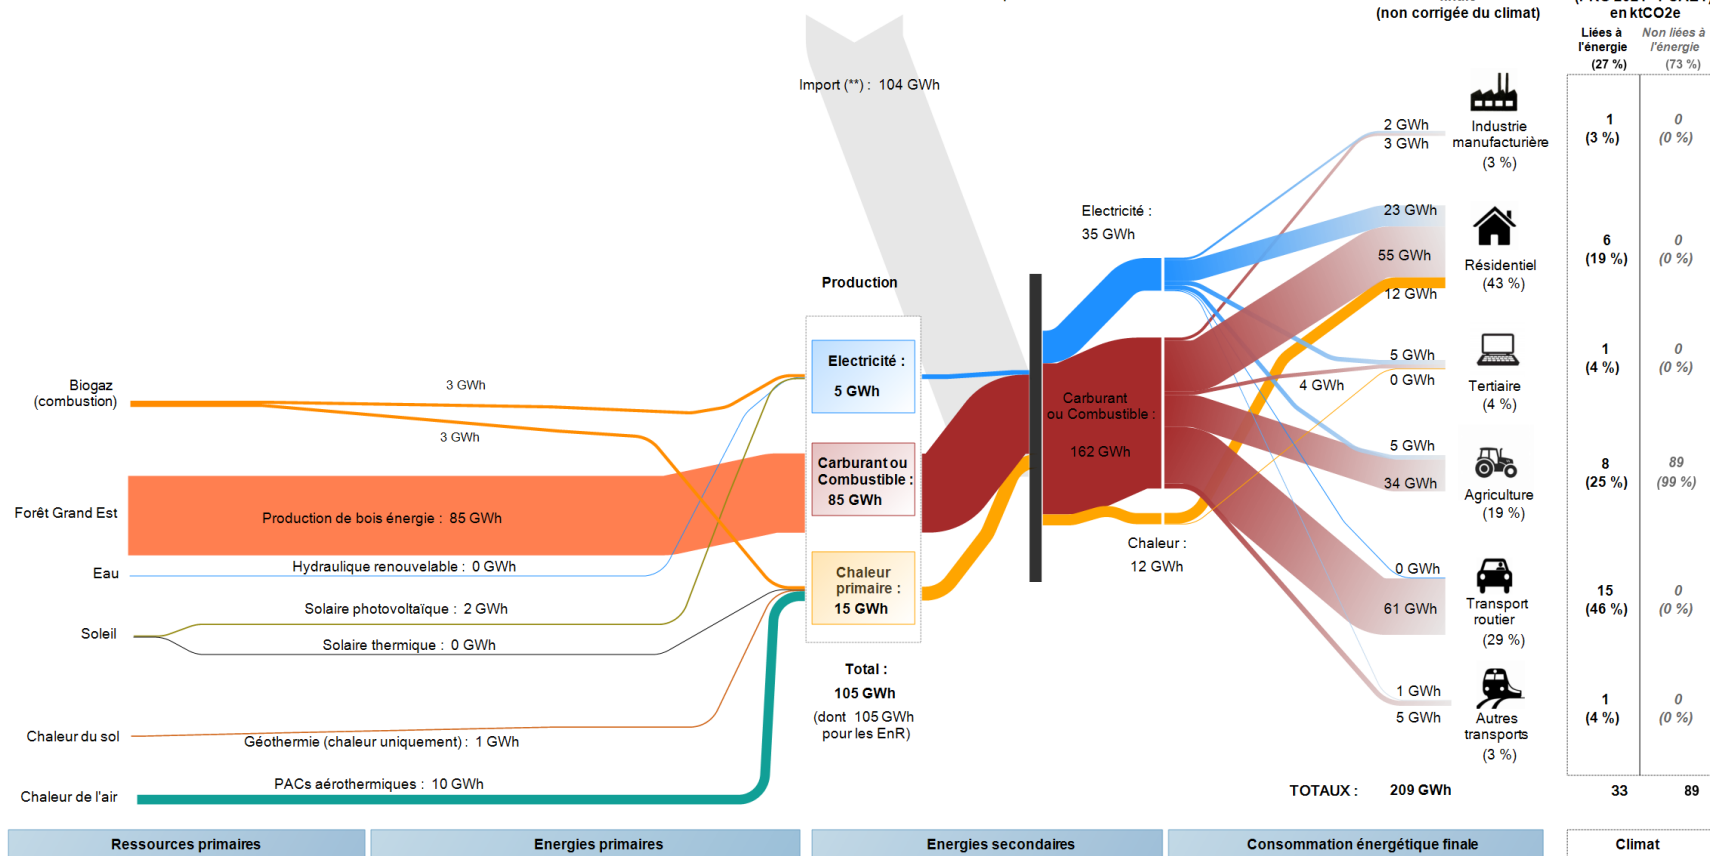 (non corrigée du climat)
en ktCO2e
Liées à
l'énergie
(27 %)
Non liées à
l'énergie
(73 %)
Import (**) : 104 GWh
2 GWh
3 GWh
Industrie
manufacturière
(3 %)
1
(3 %)
0
(0 %)
Electricité :
35 GWh
23 GWh
55 GWh
12 GWh
Résidentiel
(43 %)
6
(19 %)
0
(0 %)
Production
Electricité :
5 GWh
Carburant ou
Combustible :
85 GWh
Chaleur
primaire :
15 GWh
Total :
105 GWh
(dont 105 GWh
pour les EnR)
Carburant
ou Combustible :
162 GWh
Chaleur :
12 GWh
5 GWh
4 GWh
0 GWh
Tertiaire
(4 %)
1
(4 %)
0
(0 %)
5 GWh
34 GWh
Agriculture
(19 %)
8
(25 %)
89
(99 %)
0 GWh
61 GWh
Transport
routier
(29 %)
15
(46 %)
0
(0 %)
1 GWh
5 GWh
Autres
transports
(3 %)
1
(4 %)
0
(0 %)
Biogaz
(combustion)
3 GWh
3 GWh
Forêt Grand Est
Production de bois énergie : 85 GWh
Eau
Hydraulique renouvelable : 0 GWh
Soleil
Solaire photovoltaïque : 2 GWh
Solaire thermique : 0 GWh
Chaleur du sol
Géothermie (chaleur uniquement) : 1 GWh
Chaleur de l'air
PACs aérothermiques : 10 GWh
TOTAUX : 209 GWh
33
89
Ressources primaires
Energies primaires
Energies secondaires
Consommation énergétique finale
Climat